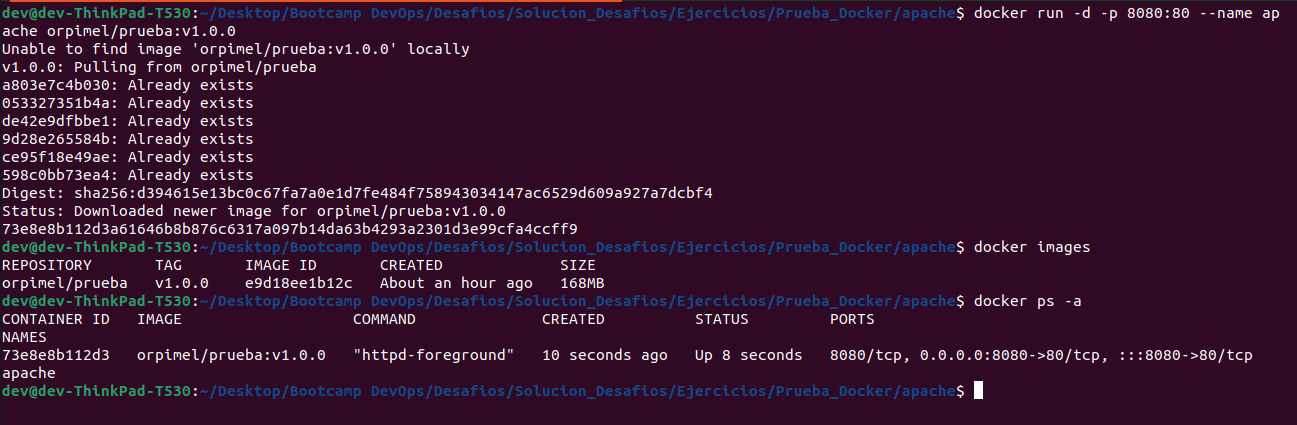 dev@dev-ThinkPad-T530:~/Desktop/Bootcamp DevOps/Desafios/Solucion_Desafios/Ejercicios/Prueba_Docker/apache$ docker run -d -p 8080:80 --name ap
ache orpimel/prueba:v1.0.0
Unable to find image 'orpimel/prueba:v1.0.0' locally
v1.0.0: Pulling from orpimel/prueba
a803e7c4b030: Already exists
053327351b4a: Already exists
de42e9dfbbe1: Already exists
9d28e265584b: Already exists
ce95f18e49ae: Already exists
598c0bb73ea4: Already exists
Digest: sha256:d394615e13bc0c67fa7a0e1d7fe484f758943034147ac6529d609a927a7dcbf4
Status: Downloaded newer image for orpimel/prueba:v1.0.0
73e8e8b112d3a61646b8b876c6317a097b14da63b4293a2301d3e99cfa4ccff9
dev@dev-ThinkPad-T530:~/Desktop/Bootcamp DevOps/Desafios/Solucion_Desafios/Ejercicios/Prueba_Docker/apache$ docker images
REPOSITORY       TAG       IMAGE ID       CREATED             SIZE
orpimel/prueba   v1.0.0    e9d18ee1b12c   About an hour ago   168MB
dev@dev-ThinkPad-T530:~/Desktop/Bootcamp DevOps/Desafios/Solucion_Desafios/Ejercicios/Prueba_Docker/apache$ docker ps -a
CONTAINER ID   IMAGE                   COMMAND              CREATED          STATUS         PORTS
NAMES
73e8e8b112d3   orpimel/prueba:v1.0.0   "httpd-foreground"   10 seconds ago   Up 8 seconds   8080/tcp, 0.0.0.0:8080->80/tcp, :::8080->80/tcp
apache
dev@dev-ThinkPad-T530:~/Desktop/Bootcamp DevOps/Desafios/Solucion_Desafios/Ejercicios/Prueba_Docker/apache$